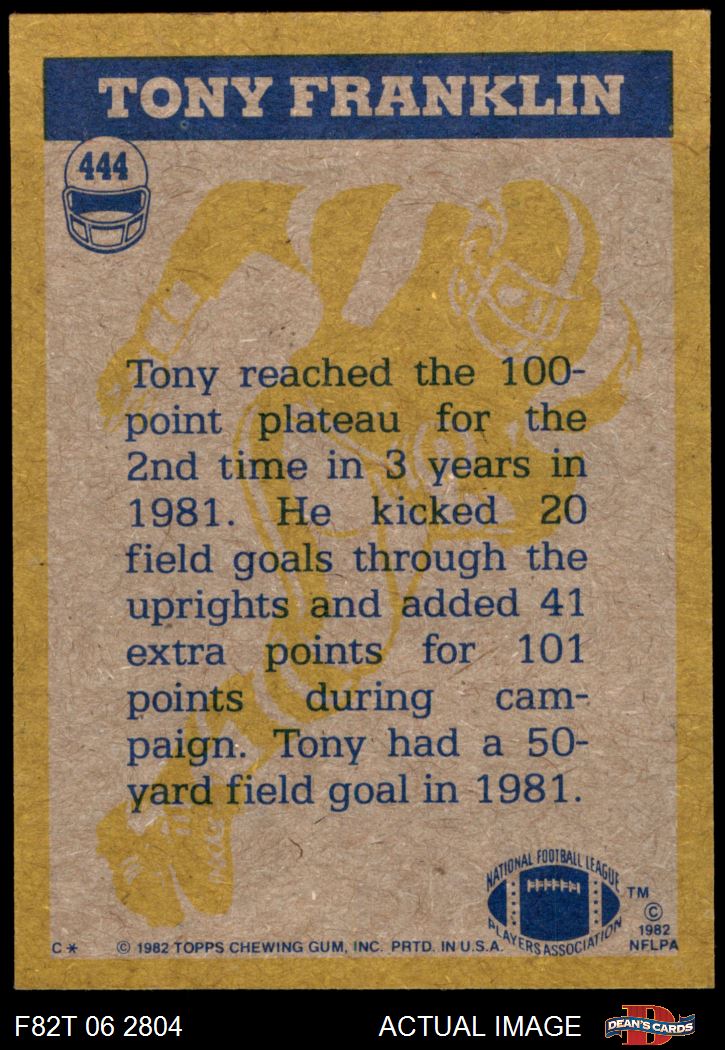 TONY FRANKLIN
444
Tony reached the 100-
point plateau for the
2nd time in 3 years in
1981. He kicked 20
field goals through the
uprights and added 41
extra points for 101
points during cam-
paign. Tony had a 50-
yard field goal in 1981.
NATIONAL FOOTBALL LEAGUE
PLAYERS ASSOCIATION
TM
©
1982
NFLPA
C * © 1982 TOPPS CHEWING GUM, INC. PRTD. IN U.S.A.
F82T 06 2804 ACTUAL IMAGE
D
DEAN'S CARDS